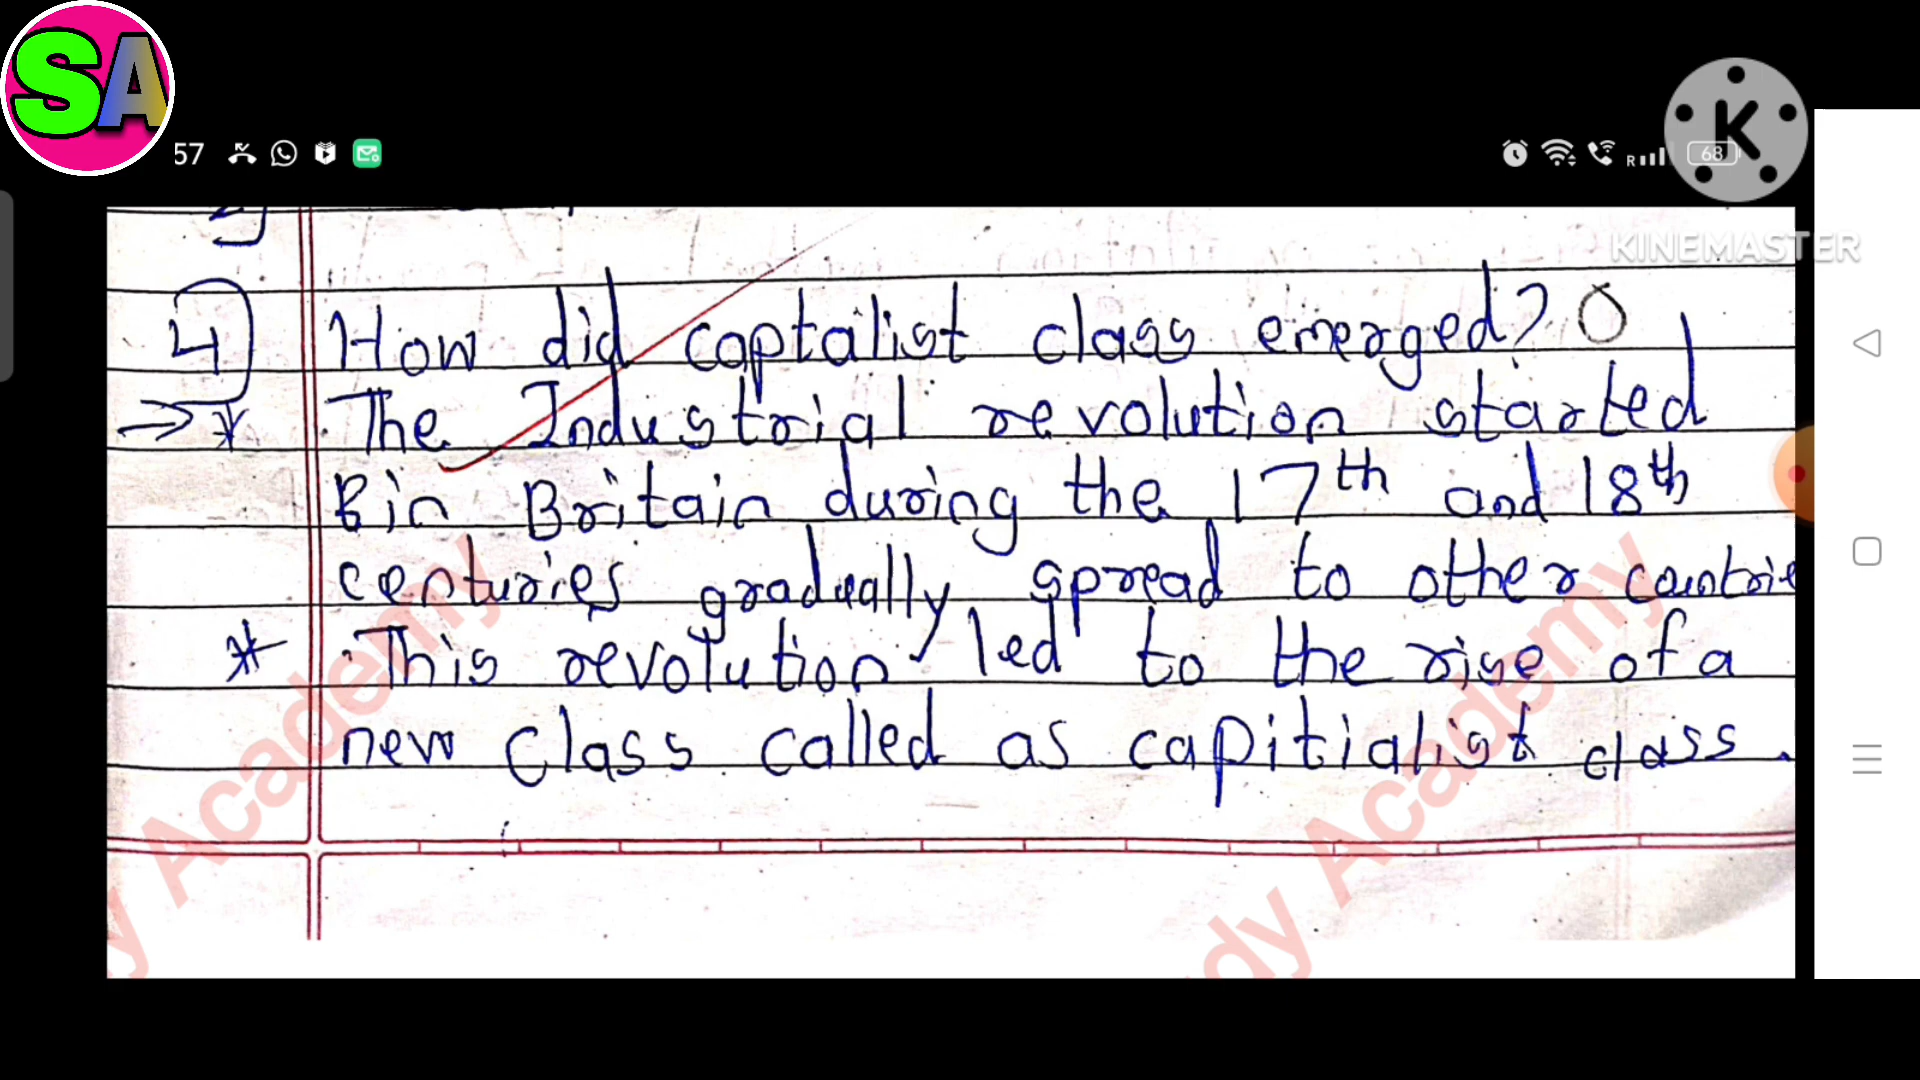 SA
57
R
68
K
KINEMASTER
4) How did captalist class emerged?
→ * The Industrial revolution started
in Britain during the 17th and 18th
centuries gradually spread to other countrie
* This revolution led to the rise of a
new class called as capitialist class.
y Academy
dy Academy